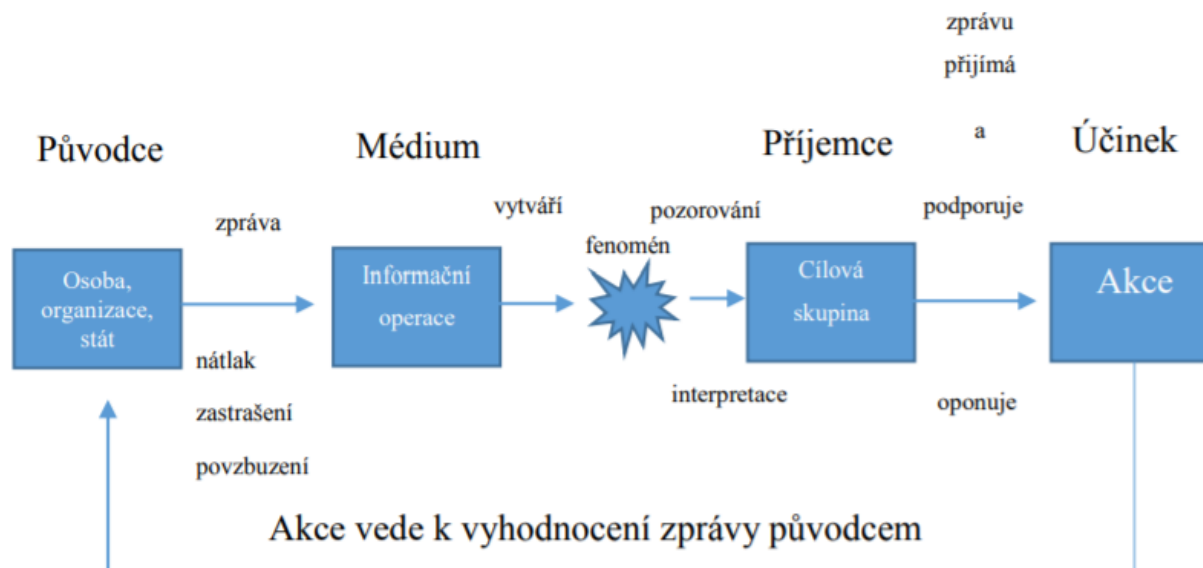 zprávu
přijímá
a
Původce
Médium
Příjemce
Účinek
zpráva
vytváří
pozorování
podporuje
fenomén
Osoba,
organizace,
stát
Informační
operace
Cílová
skupina
Akce
nátlak
zastrašení
povzbuzení
interpretace
oponuje
Akce vede k vyhodnocení zprávy původcem